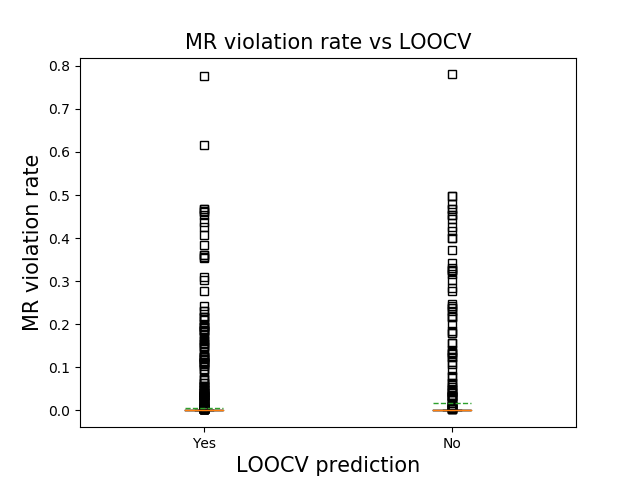 MR violation rate vs LOOCV
0.8
0.7
0.6
0.5
0.4
0.3
0.2
0.1
0.0
MR violation rate
Yes
No
LOOCV prediction